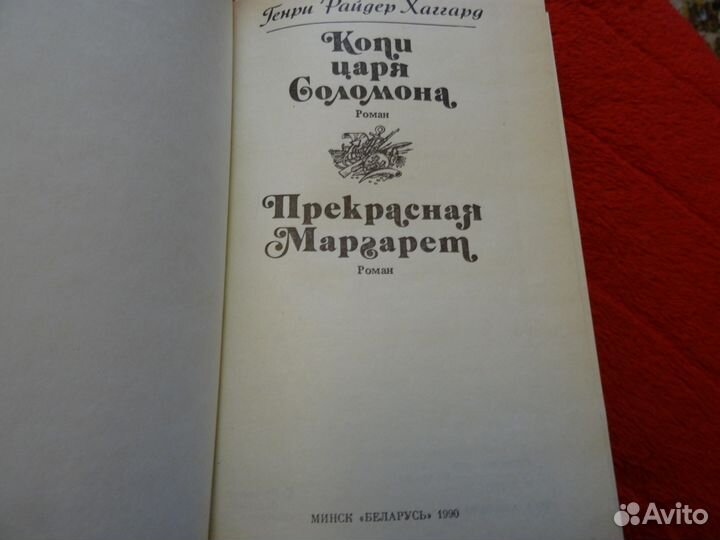 Генри Райдер Хаггард
Копи
царя
Соломона
Роман
Прекрасная
Маргарет
Роман
МИНСК «БЕЛАРУСЬ» 1990
Avito